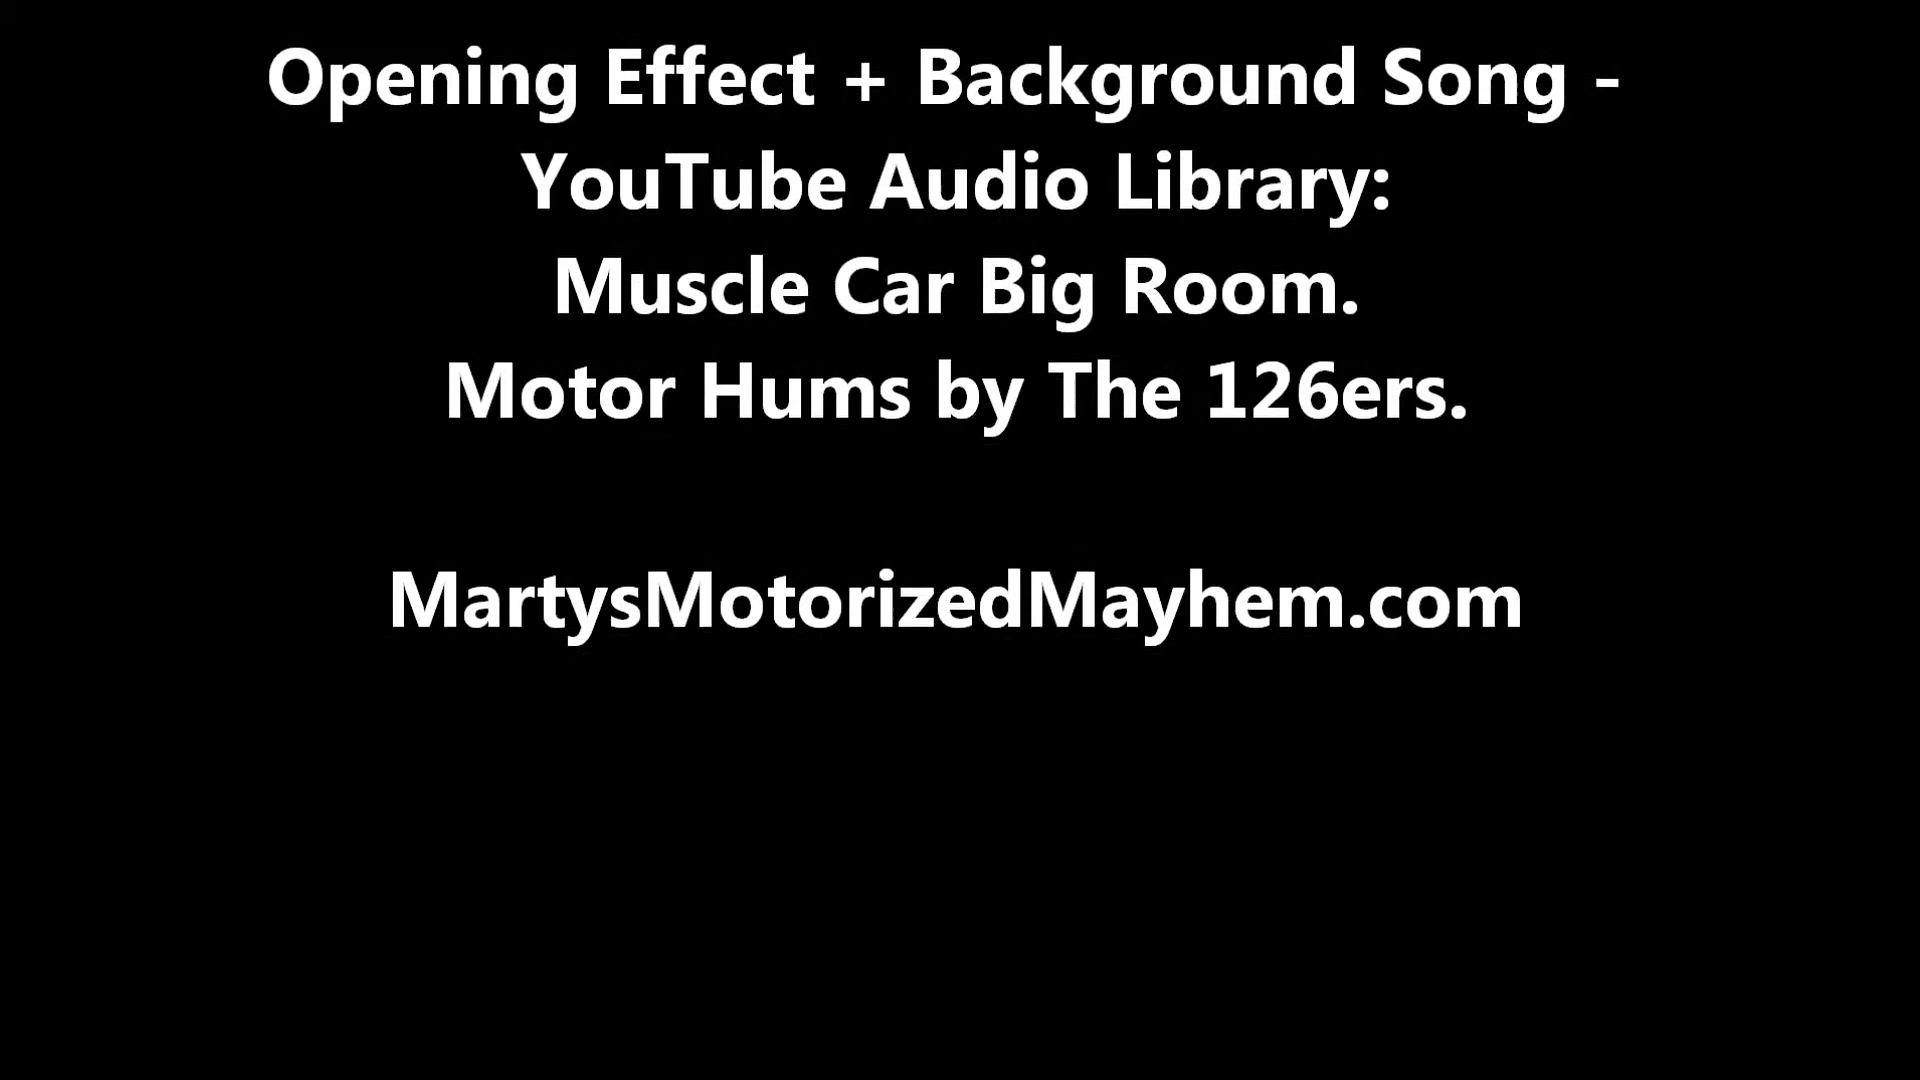 Opening Effect + Background Song -
YouTube Audio Library:
Muscle Car Big Room.
Motor Hums by The 126ers.
MartysMotorizedMayhem.com